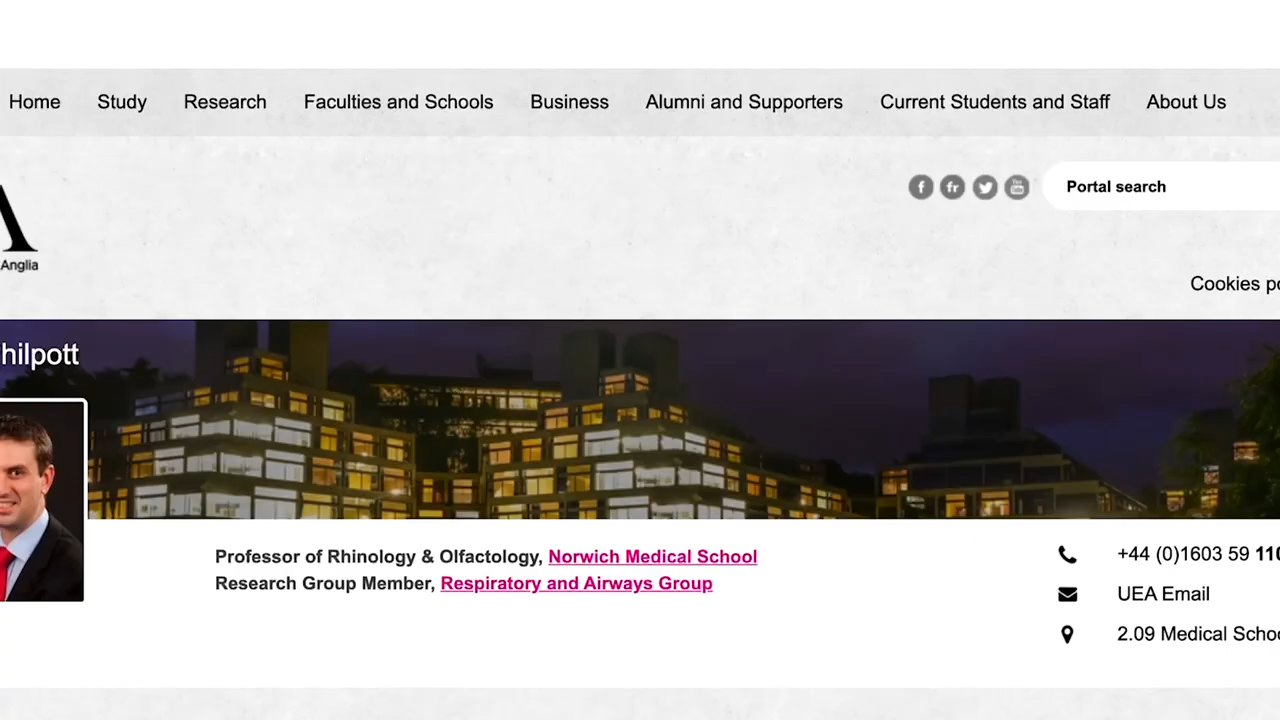 Home Study Research Faculties and Schools Business Alumni and Supporters Current Students and Staff About Us
Portal search
Anglia
Cookies
hilpott
Professor of Rhinology & Olfactology, Norwich Medical School
Research Group Member, Respiratory and Airways Group
+44 (0)1603 59 110
UEA Email
2.09 Medical Schoo